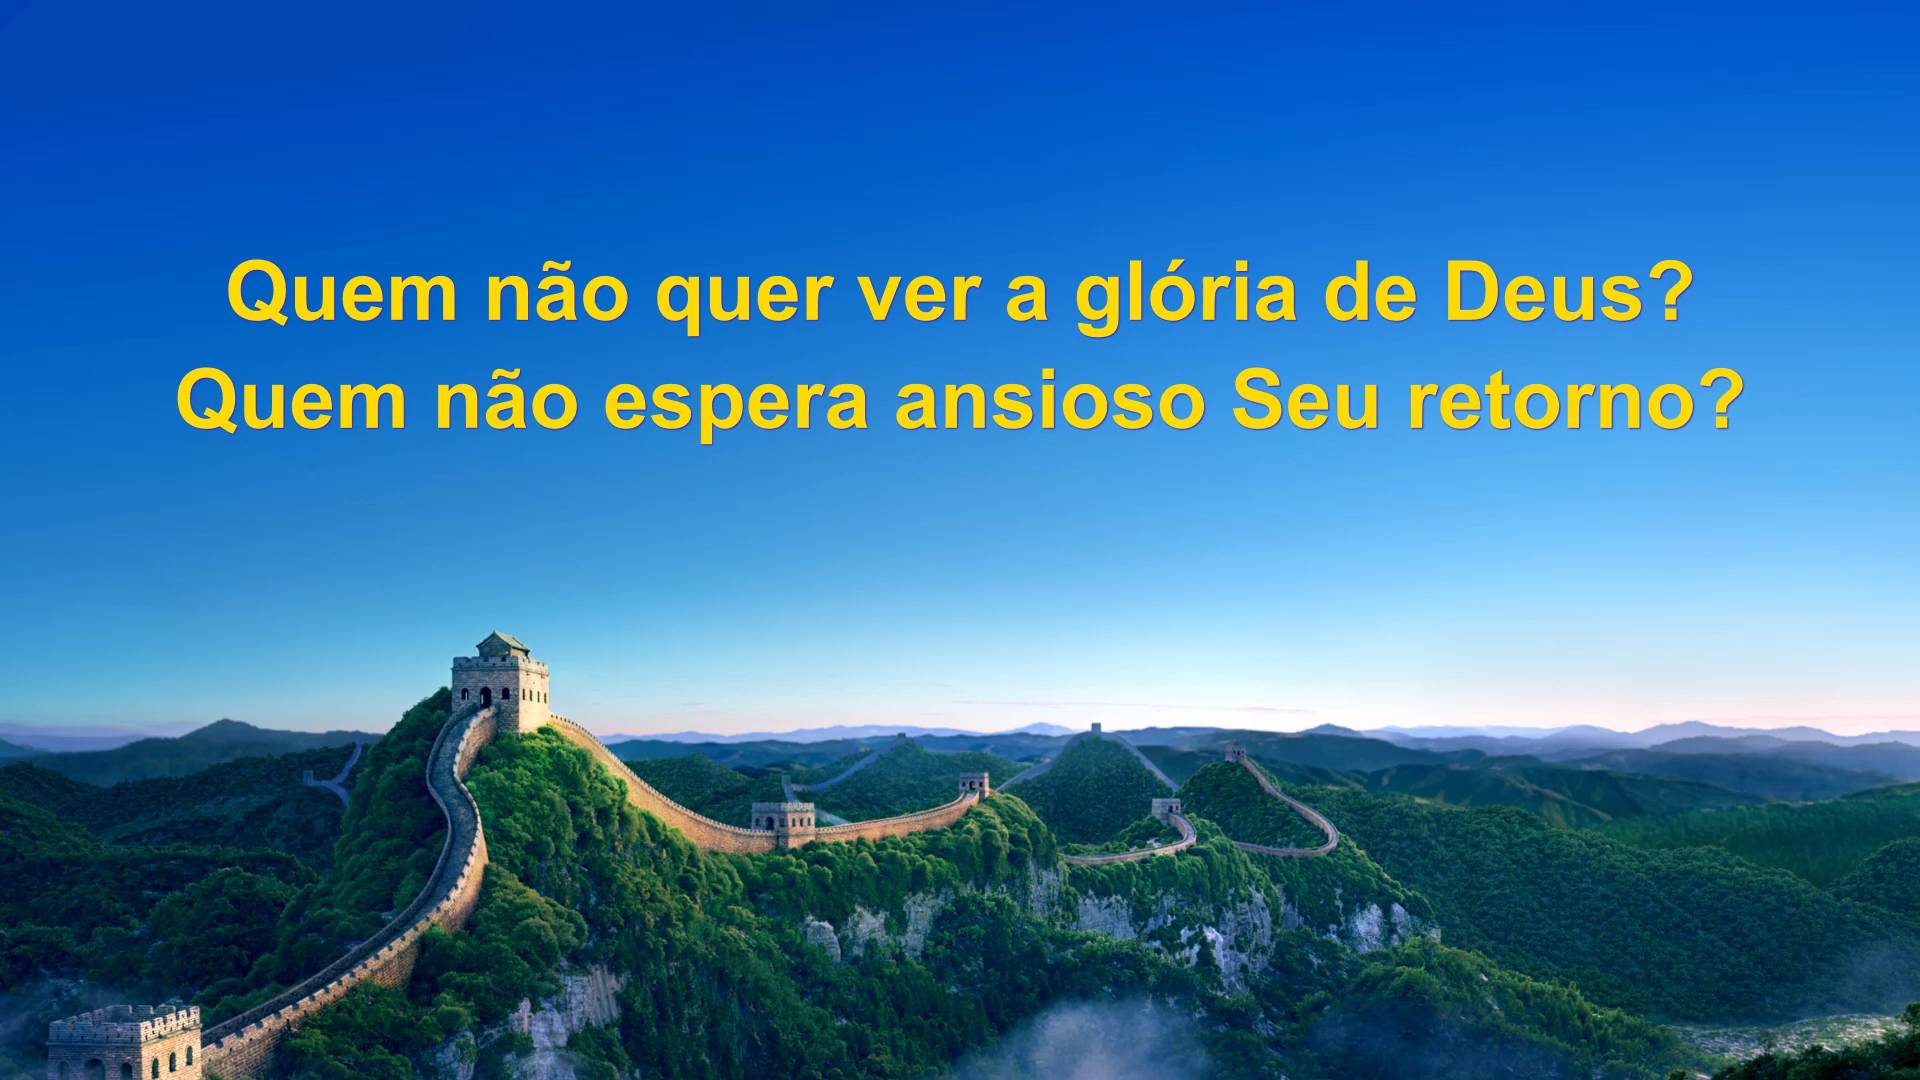 Quem não quer ver a glória de Deus?
Quem não espera ansioso Seu retorno?